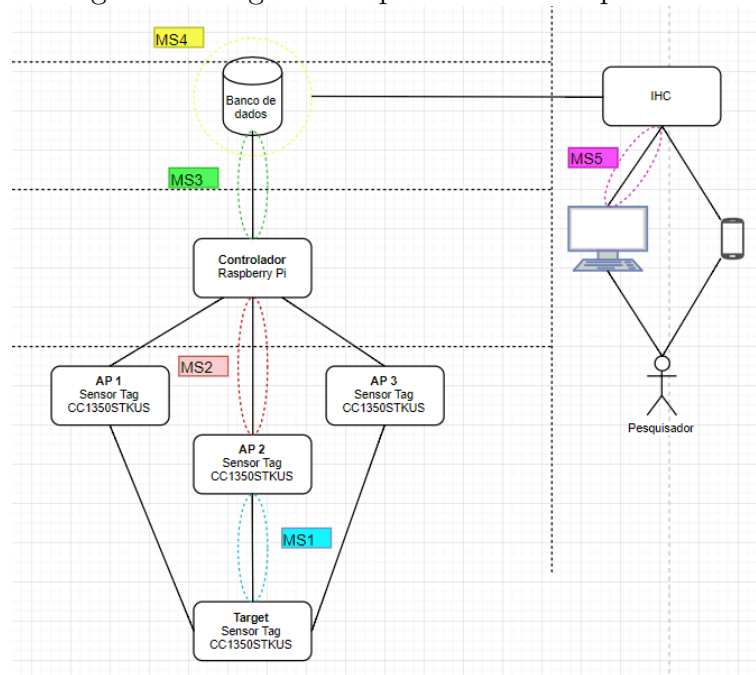 MS4
Banco de
dados
IHC
MS5
MS3
Controlador
Raspberry Pi
MS2
AP 1
Sensor Tag
CC1350STKUS
AP 3
Sensor Tag
CC1350STKUS
AP 2
Sensor Tag
CC1350STKUS
Pesquisador
MS1
Target
Sensor Tag
CC1350STKUS